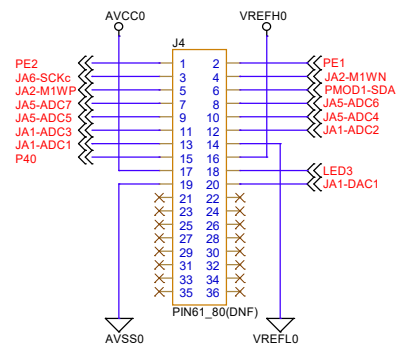 AVCC0 VREFH0
J4
PE2 1 2 PE1
JA6-SCKc 3 4 JA2-M1WN
JA2-M1WP 5 6 PMOD1-SDA
JA5-ADC7 7 8 JA5-ADC6
JA5-ADC5 9 10 JA5-ADC4
JA1-ADC3 11 12 JA1-ADC2
JA1-ADC1 13 14
P40 15 16
17 18 LED3
19 20 JA1-DAC1
21 22
23 24
25 26
27 28
29 30
31 32
33 34
35 36
PIN61_80(DNF)
AVSS0 VREFL0